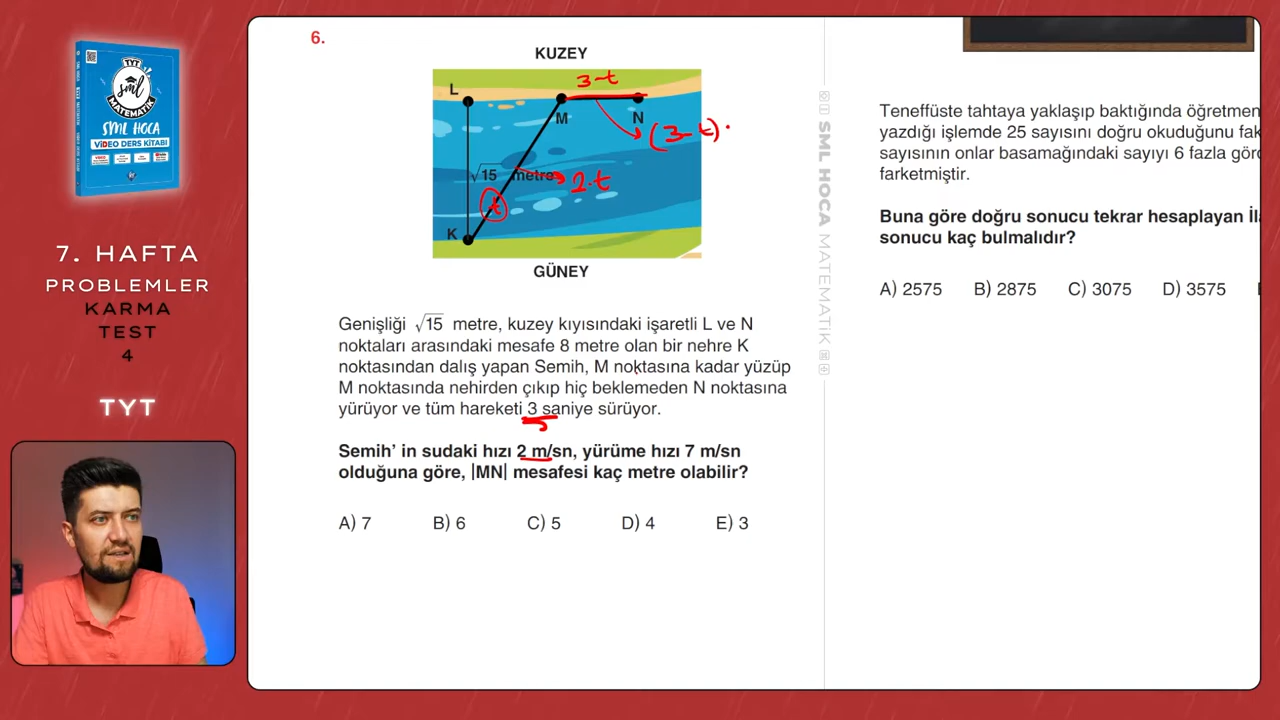 TYT
sml
MATEMATİK
SML HOCA
VİDEO DERS KİTABI
7. HAFTA
PROBLEMLER
KARMA
TEST
4
TYT
6.
KUZEY
3-t
L
M
N
(3-t).
√15 metre
2.t
t
K
GÜNEY
Genişliği √15 metre, kuzey kıyısındaki işaretli L ve N
noktaları arasındaki mesafe 8 metre olan bir nehre K
noktasından dalış yapan Semih, M noktasına kadar yüzüp
M noktasında nehirden çıkıp hiç beklemeden N noktasına
yürüyor ve tüm hareketi 3 saniye sürüyor.
Semih' in sudaki hızı 2 m/sn, yürüme hızı 7 m/sn
olduğuna göre, |MN| mesafesi kaç metre olabilir?
A) 7 B) 6 C) 5 D) 4 E) 3
SML HOCA MATEMATİK
Teneffüste tahtaya yaklaşıp baktığında öğretmen
yazdığı işlemde 25 sayısını doğru okuduğunu fak
sayısının onlar basamağındaki sayıyı 6 fazla görd
farketmiştir.
Buna göre doğru sonucu tekrar hesaplayan İla
sonucu kaç bulmalıdır?
A) 2575 B) 2875 C) 3075 D) 3575